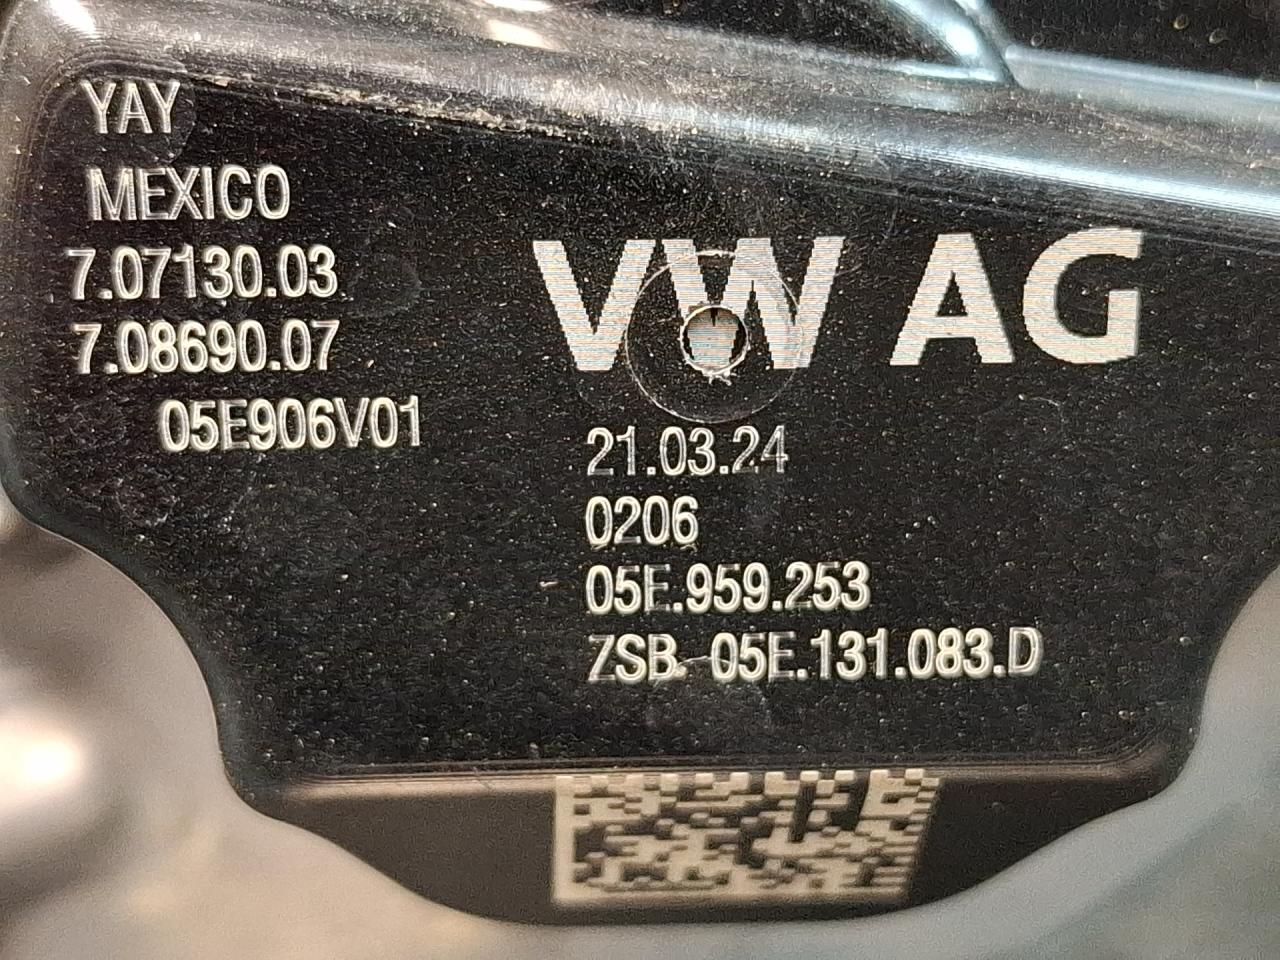 YAY
MEXICO
7.07130.03
7.08690.07
05E906V01
VW AG
21.03.24
0206
05E.959.253
ZSB 05E.131.083.D